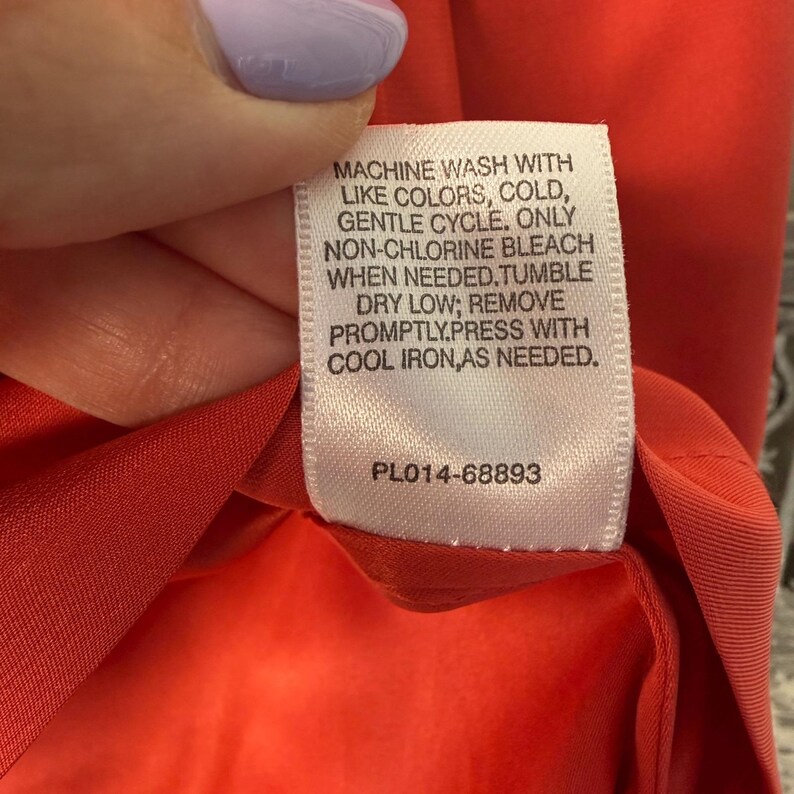 MACHINE WASH WITH
LIKE COLORS, COLD,
GENTLE CYCLE. ONLY
NON-CHLORINE BLEACH
WHEN NEEDED.TUMBLE
DRY LOW; REMOVE
PROMPTLY.PRESS WITH
COOL IRON,AS NEEDED.
PL014-68893